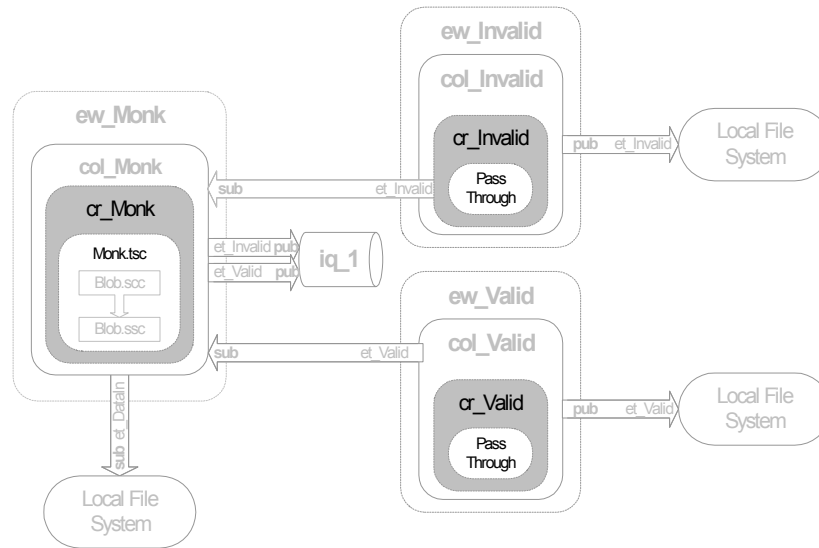 ew_Invalid
col_Invalid
cr_Invalid
Pass
Through
pub et_Invalid
Local File
System
ew_Monk
col_Monk
cr_Monk
Monk.tsc
Blob.scc
Blob.ssc
sub et_Invalid
et_Invalid pub
et_Valid pub
iq_1
sub et_Valid
ew_Valid
col_Valid
cr_Valid
Pass
Through
pub et_Valid
Local File
System
sub et_DataIn
Local File
System